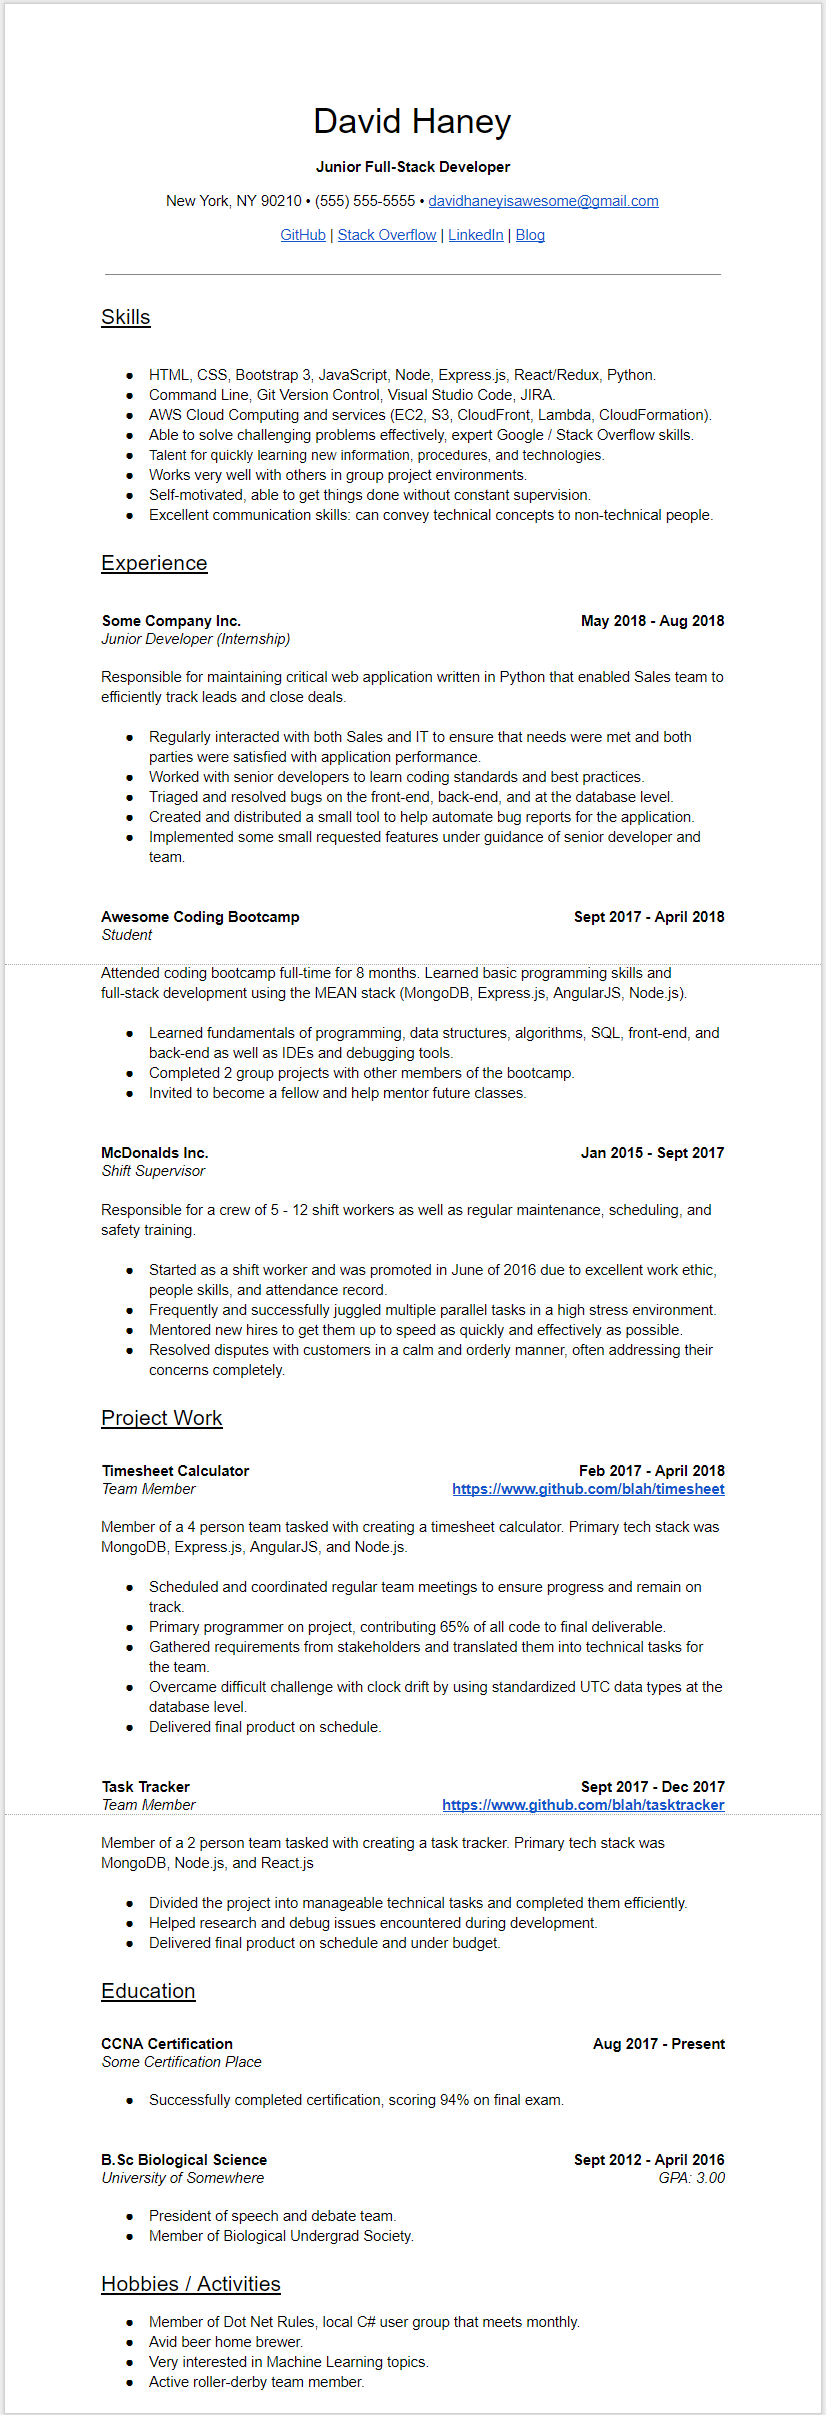 David Haney
Junior Full-Stack Developer
New York, NY 90210 • (555) 555-5555 • davidhaneyisawesome@gmail.com
GitHub | Stack Overflow | LinkedIn | Blog
Skills
● HTML, CSS, Bootstrap 3, JavaScript, Node, Express.js, React/Redux, Python.
● Command Line, Git Version Control, Visual Studio Code, JIRA.
● AWS Cloud Computing and services (EC2, S3, CloudFront, Lambda, CloudFormation).
● Able to solve challenging problems effectively, expert Google / Stack Overflow skills.
● Talent for quickly learning new information, procedures, and technologies.
● Works very well with others in group project environments.
● Self-motivated, able to get things done without constant supervision.
● Excellent communication skills: can convey technical concepts to non-technical people.
Experience
Some Company Inc. May 2018 - Aug 2018
Junior Developer (Internship)
Responsible for maintaining critical web application written in Python that enabled Sales team to
efficiently track leads and close deals.
● Regularly interacted with both Sales and IT to ensure that needs were met and both
parties were satisfied with application performance.
● Worked with senior developers to learn coding standards and best practices.
● Triaged and resolved bugs on the front-end, back-end, and at the database level.
● Created and distributed a small tool to help automate bug reports for the application.
● Implemented some small requested features under guidance of senior developer and
team.
Awesome Coding Bootcamp Sept 2017 - April 2018
Student
Attended coding bootcamp full-time for 8 months. Learned basic programming skills and
full-stack development using the MEAN stack (MongoDB, Express.js, AngularJS, Node.js).
● Learned fundamentals of programming, data structures, algorithms, SQL, front-end, and
back-end as well as IDEs and debugging tools.
● Completed 2 group projects with other members of the bootcamp.
● Invited to become a fellow and help mentor future classes.
McDonalds Inc. Jan 2015 - Sept 2017
Shift Supervisor
Responsible for a crew of 5 - 12 shift workers as well as regular maintenance, scheduling, and
safety training.
● Started as a shift worker and was promoted in June of 2016 due to excellent work ethic,
people skills, and attendance record.
● Frequently and successfully juggled multiple parallel tasks in a high stress environment.
● Mentored new hires to get them up to speed as quickly and effectively as possible.
● Resolved disputes with customers in a calm and orderly manner, often addressing their
concerns completely.
Project Work
Timesheet Calculator Feb 2017 - April 2018
Team Member https://www.github.com/blah/timesheet
Member of a 4 person team tasked with creating a timesheet calculator. Primary tech stack was
MongoDB, Express.js, AngularJS, and Node.js.
● Scheduled and coordinated regular team meetings to ensure progress and remain on
track.
● Primary programmer on project, contributing 65% of all code to final deliverable.
● Gathered requirements from stakeholders and translated them into technical tasks for
the team.
● Overcame difficult challenge with clock drift by using standardized UTC data types at the
database level.
● Delivered final product on schedule.
Task Tracker Sept 2017 - Dec 2017
Team Member https://www.github.com/blah/tasktracker
Member of a 2 person team tasked with creating a task tracker. Primary tech stack was
MongoDB, Node.js, and React.js
● Divided the project into manageable technical tasks and completed them efficiently.
● Helped research and debug issues encountered during development.
● Delivered final product on schedule and under budget.
Education
CCNA Certification Aug 2017 - Present
Some Certification Place
● Successfully completed certification, scoring 94% on final exam.
B.Sc Biological Science Sept 2012 - April 2016
University of Somewhere GPA: 3.00
● President of speech and debate team.
● Member of Biological Undergrad Society.
Hobbies / Activities
● Member of Dot Net Rules, local C# user group that meets monthly.
● Avid beer home brewer.
● Very interested in Machine Learning topics.
● Active roller-derby team member.